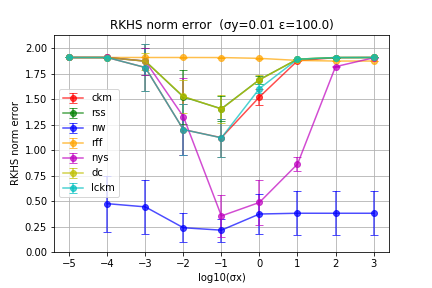 RKHS norm error  (σy=0.01 ε=100.0)
RKHS norm error
2.00
1.75
1.50
1.25
1.00
0.75
0.50
0.25
0.00
ckm
rss
nw
rff
nys
dc
lckm
−5 −4 −3 −2 −1 0 1 2 3
log10(σx)